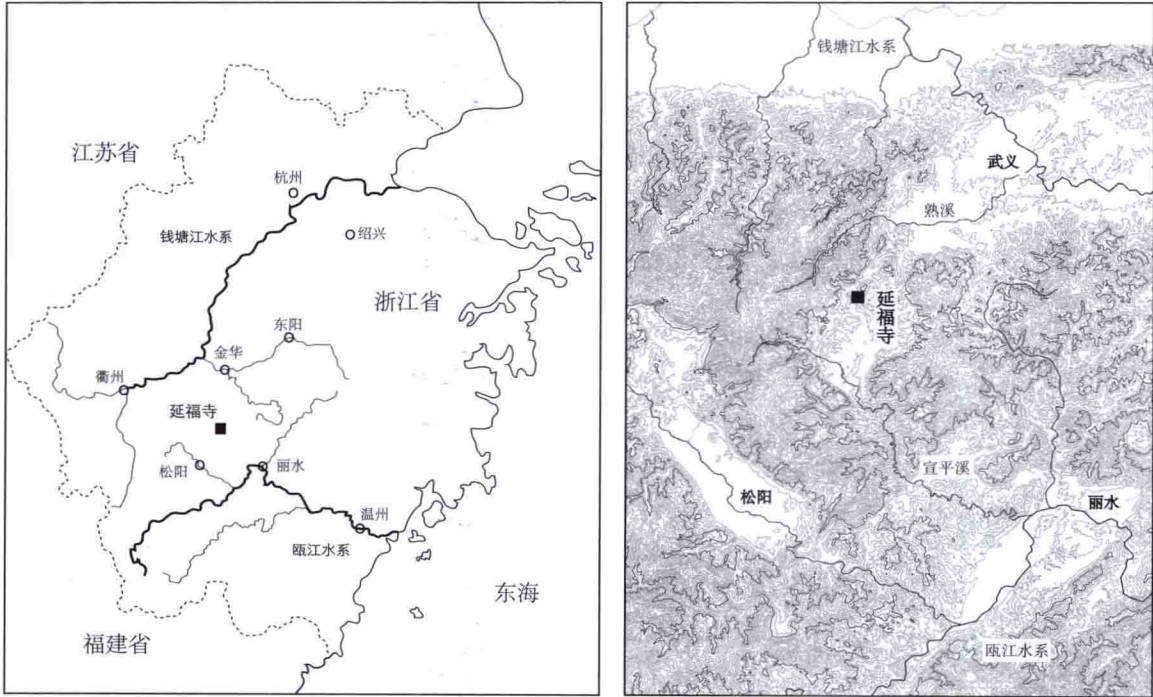 江苏省
杭州
钱塘江水系
绍兴
浙江省
东阳
金华
衢州
延福寺
松阳
丽水
温州
瓯江水系
东海
福建省
钱塘江水系
武义
熟溪
延福寺
宣平溪
松阳
丽水
瓯江水系